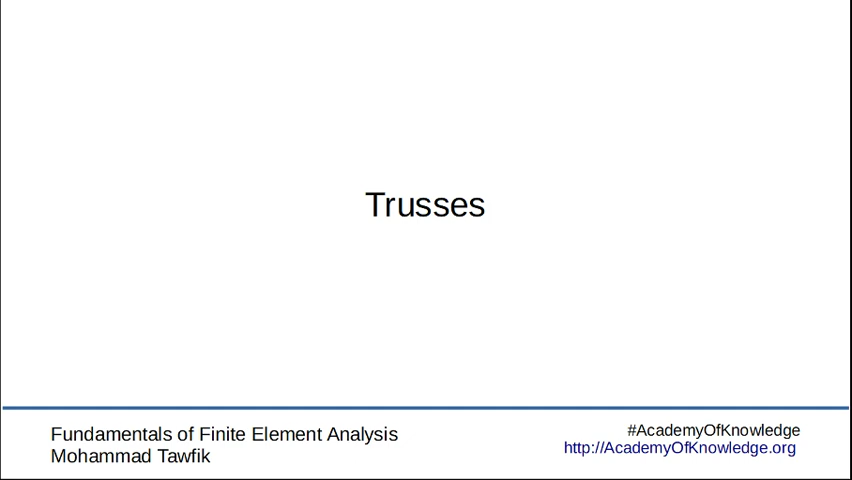 Trusses
Fundamentals of Finite Element Analysis
Mohammad Tawfik
#AcademyOfKnowledge
http://AcademyOfKnowledge.org